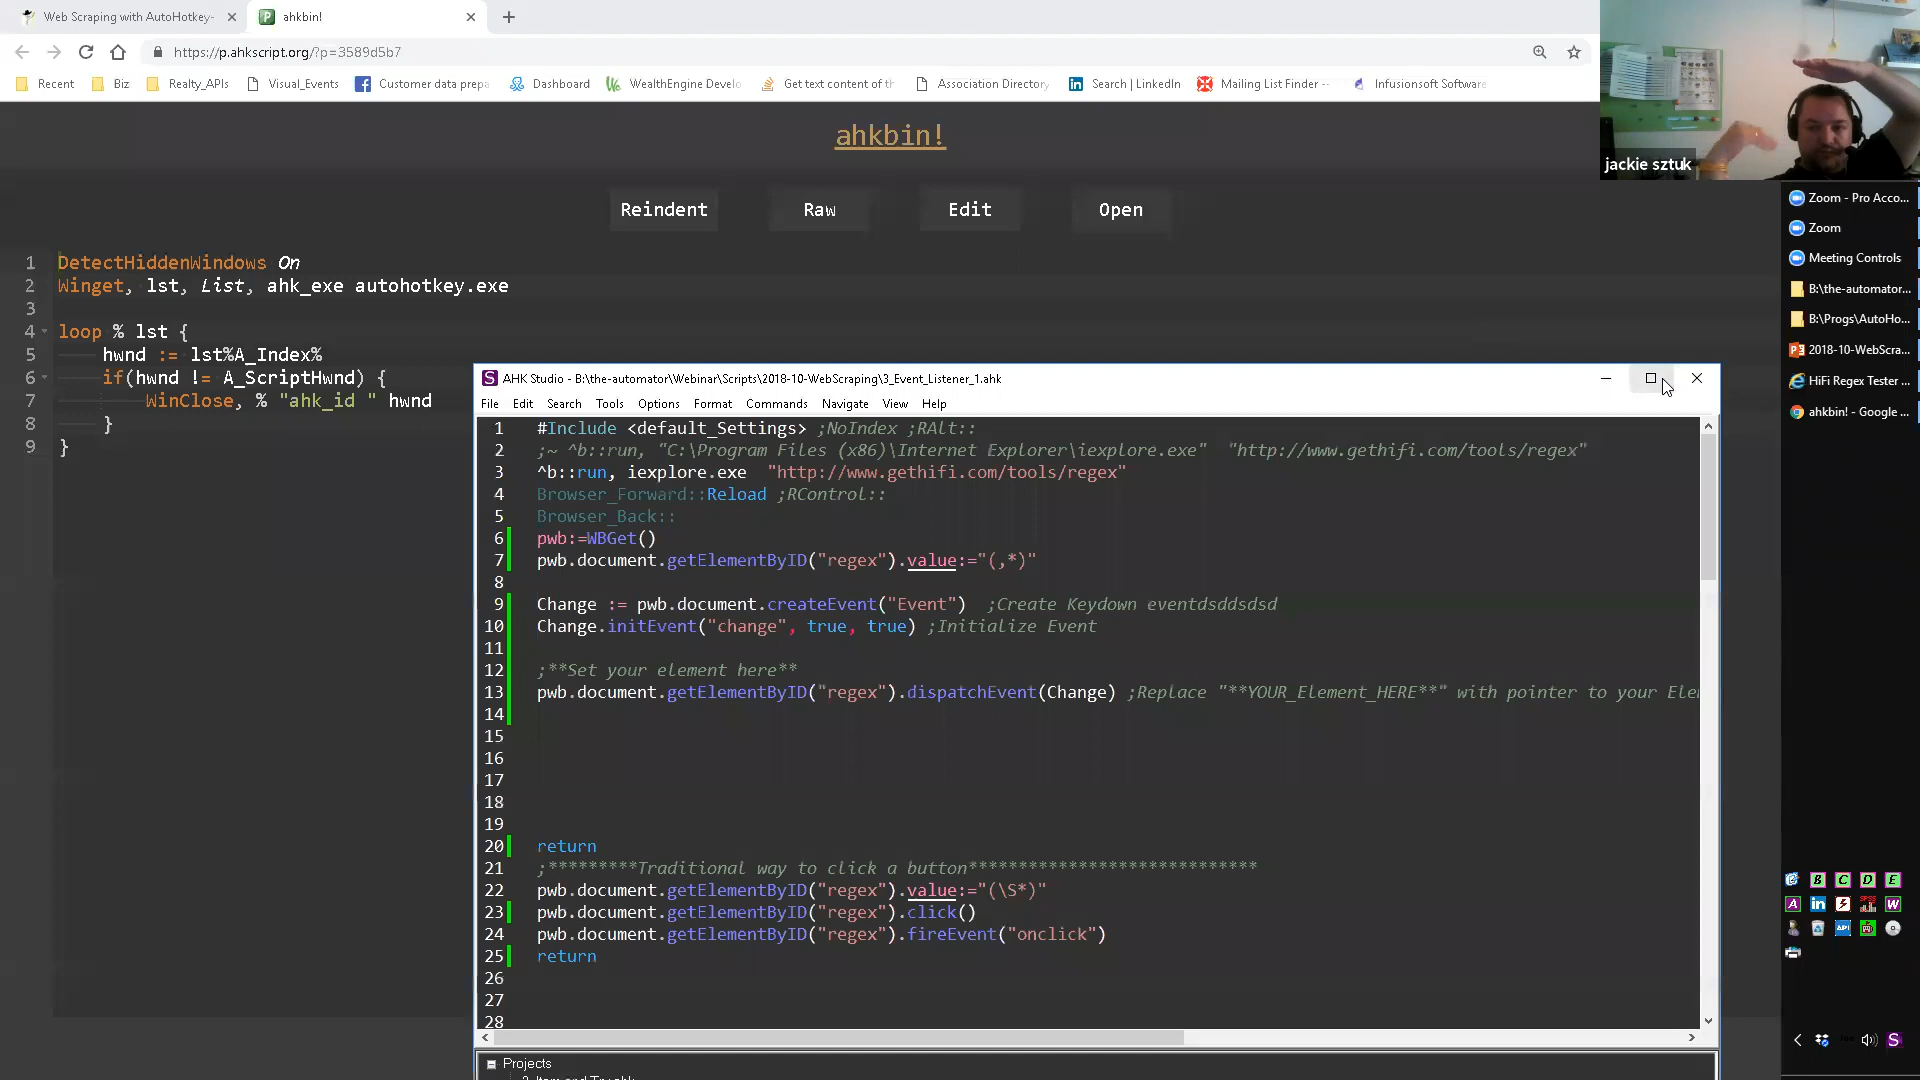 Web Scraping with AutoHotkey-
ahkbin!
https://p.ahkscript.org/?p=3589d5b7
Recent
Biz
Realty_APIs
Visual_Events
Customer data prepa
Dashboard
WealthEngine Develo
Get text content of th
Association Directory
Search | LinkedIn
Mailing List Finder --
Infusionsoft Software
ahkbin!
Reindent
Raw
Edit
Open
1 DetectHiddenWindows On
2 Winget, lst, List, ahk_exe autohotkey.exe
3
4 loop % lst {
5 hwnd := lst%A_Index%
6 if(hwnd != A_ScriptHwnd) {
7 WinClose, % "ahk_id " hwnd
8 }
9 }
AHK Studio - B:\the-automator\Webinar\Scripts\2018-10-WebScraping\3_Event_Listener_1.ahk
File Edit Search Tools Options Format Commands Navigate View Help
1 #Include <default_Settings> ;NoIndex ;RAlt::
2 ;~ ^b::run, "C:\Program Files (x86)\Internet Explorer\iexplore.exe" "http://www.gethifi.com/tools/regex"
3 ^b::run, iexplore.exe "http://www.gethifi.com/tools/regex"
4 Browser_Forward::Reload ;RControl::
5 Browser_Back::
6 pwb:=WBGet()
7 pwb.document.getElementByID("regex").value:="(,*)"
8
9 Change := pwb.document.createEvent("Event") ;Create Keydown eventdsddsdsd
10 Change.initEvent("change", true, true) ;Initialize Event
11
12 ;**Set your element here**
13 pwb.document.getElementByID("regex").dispatchEvent(Change) ;Replace "**YOUR_Element_HERE**" with pointer to your Ele
14
15
16
17
18
19
20 return
21 ;*********Traditional way to click a button*****************************
22 pwb.document.getElementByID("regex").value:="(\S*)"
23 pwb.document.getElementByID("regex").click()
24 pwb.document.getElementByID("regex").fireEvent("onclick")
25 return
26
27
28
Projects
jackie sztuk
Zoom - Pro Acco...
Zoom
Meeting Controls
B:\the-automator...
B:\Progs\AutoHo...
2018-10-WebScra...
HiFi Regex Tester ...
ahkbin! - Google ...